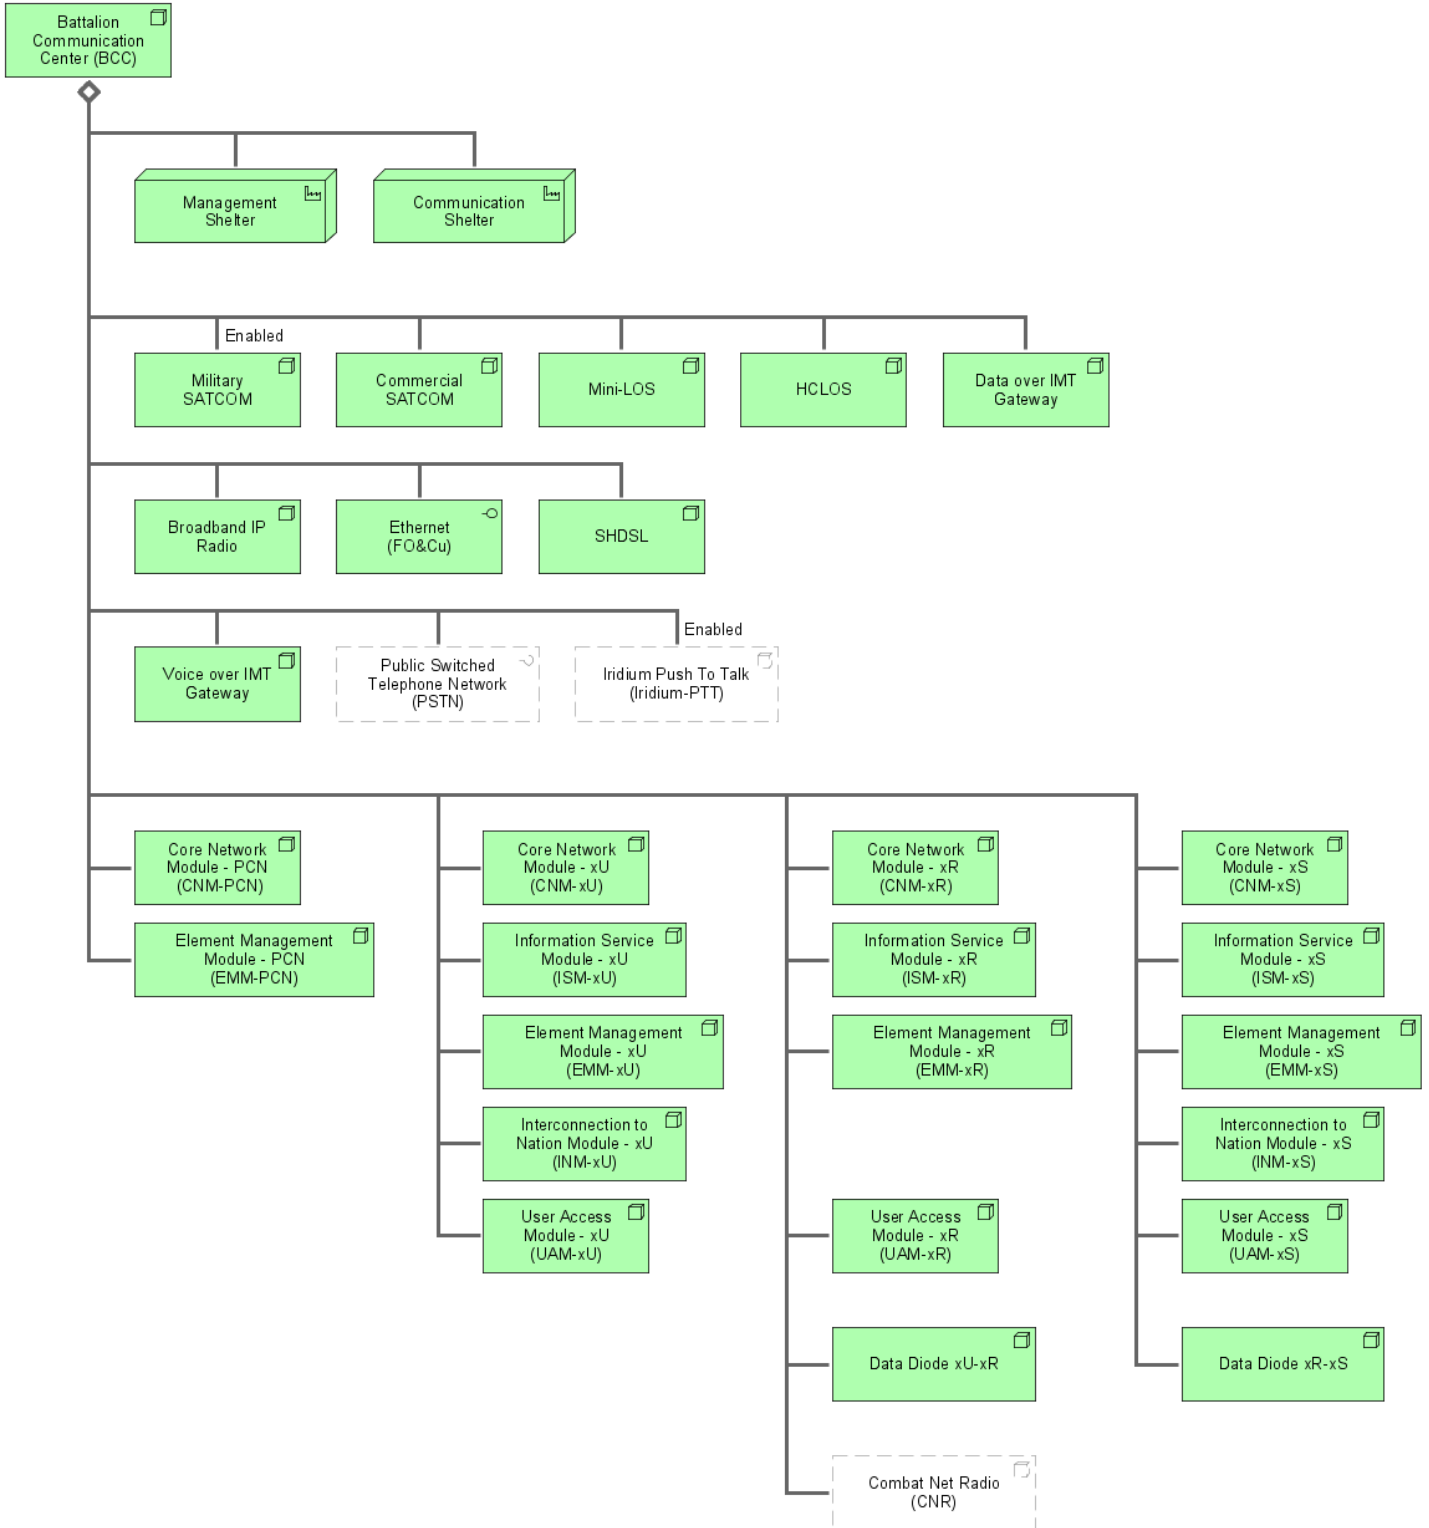 Battalion
Communication
Center (BCC)
Management
Shelter
Communication
Shelter
Enabled
Military
SATCOM
Commercial
SATCOM
Mini-LOS
HCLOS
Data over IMT
Gateway
Broadband IP
Radio
Ethernet
(FO&Cu)
SHDSL
Enabled
Voice over IMT
Gateway
Public Switched
Telephone Network
(PSTN)
Iridium Push To Talk
(Iridium-PTT)
Core Network
Module - PCN
(CNM-PCN)
Core Network
Module - xU
(CNM-xU)
Core Network
Module - xR
(CNM-xR)
Core Network
Module - xS
(CNM-xS)
Element Management
Module - PCN
(EMM-PCN)
Information Service
Module - xU
(ISM-xU)
Information Service
Module - xR
(ISM-xR)
Information Service
Module - xS
(ISM-xS)
Element Management
Module - xU
(EMM-xU)
Element Management
Module - xR
(EMM-xR)
Element Management
Module - xS
(EMM-xS)
Interconnection to
Nation Module - xU
(INM-xU)
Interconnection to
Nation Module - xS
(INM-xS)
User Access
Module - xU
(UAM-xU)
User Access
Module - xR
(UAM-xR)
User Access
Module - xS
(UAM-xS)
Data Diode xU-xR
Data Diode xR-xS
Combat Net Radio
(CNR)